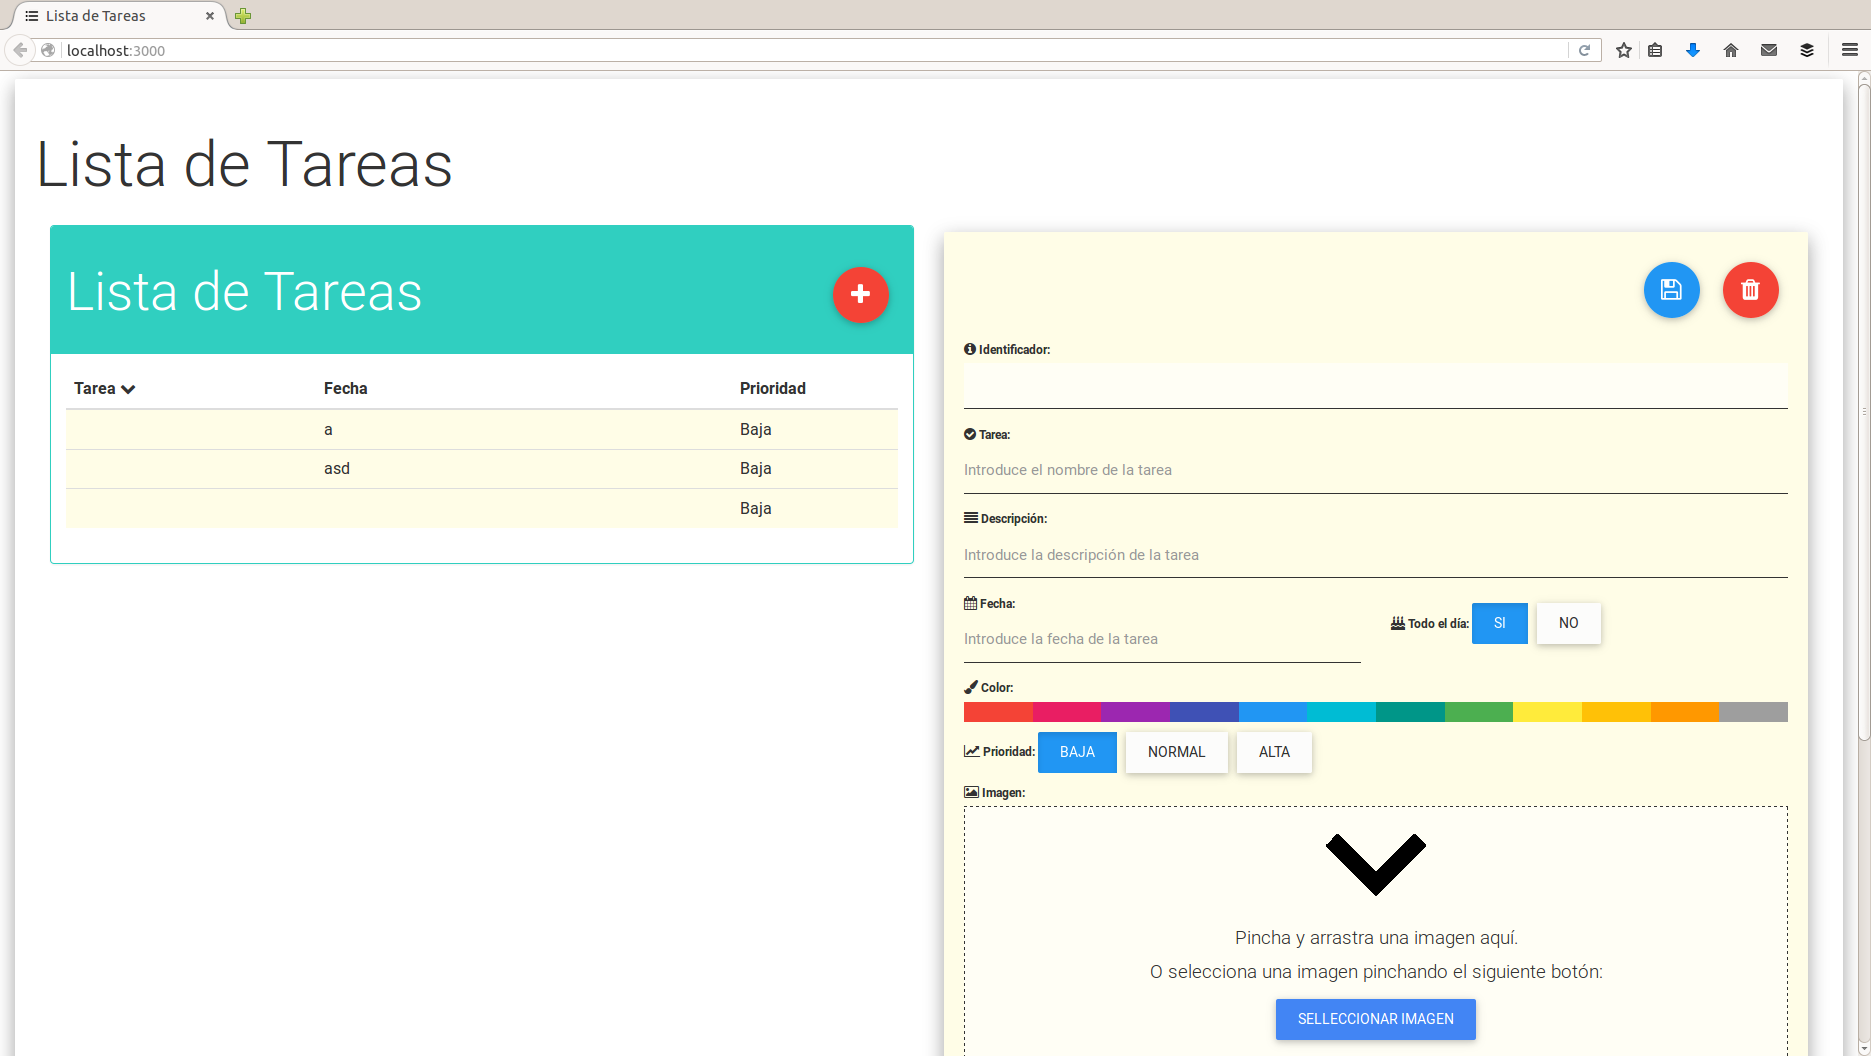 Lista de Tareas
localhost:3000
Lista de Tareas
Lista de Tareas
Tarea Fecha Prioridad
a Baja
asd Baja
Baja
Identificador:
Tarea:
Introduce el nombre de la tarea
Descripción:
Introduce la descripción de la tarea
Fecha:
Introduce la fecha de la tarea
Todo el día: SI NO
Color:
Prioridad: BAJA NORMAL ALTA
Imagen:
Pincha y arrastra una imagen aquí.
O selecciona una imagen pinchando el siguiente botón:
SELLECCIONAR IMAGEN